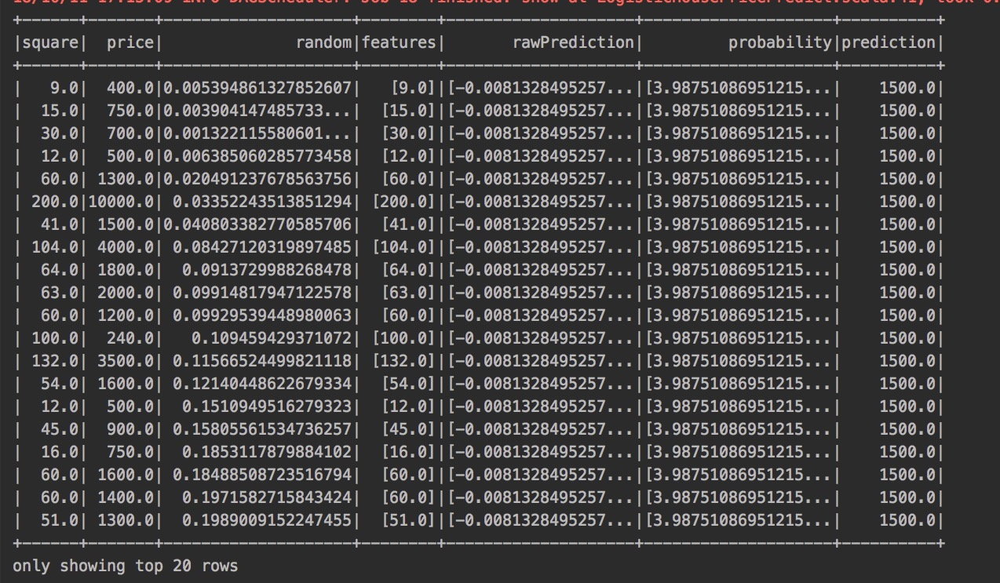 +------+-------+--------------------+--------+--------------------+--------------------+----------+
|square|  price|              random|features|       rawPrediction|         probability|prediction|
+------+-------+--------------------+--------+--------------------+--------------------+----------+
|   9.0|  400.0|0.005394861327852607|   [9.0]|[-0.0081328495257...|[3.98751086951215...|    1500.0|
|  15.0|  750.0|0.003904147485733...|  [15.0]|[-0.0081328495257...|[3.98751086951215...|    1500.0|
|  30.0|  700.0|0.001322115580601...|  [30.0]|[-0.0081328495257...|[3.98751086951215...|    1500.0|
|  12.0|  500.0|0.006385060285773458|  [12.0]|[-0.0081328495257...|[3.98751086951215...|    1500.0|
|  60.0| 1300.0|0.020491237678563756|  [60.0]|[-0.0081328495257...|[3.98751086951215...|    1500.0|
| 200.0|10000.0| 0.03352243513851294| [200.0]|[-0.0081328495257...|[3.98751086951215...|    1500.0|
|  41.0| 1500.0|0.040803382770585706|  [41.0]|[-0.0081328495257...|[3.98751086951215...|    1500.0|
| 104.0| 4000.0| 0.08427120319897485| [104.0]|[-0.0081328495257...|[3.98751086951215...|    1500.0|
|  64.0| 1800.0|  0.0913729988268478|  [64.0]|[-0.0081328495257...|[3.98751086951215...|    1500.0|
|  63.0| 2000.0| 0.09914817947122578|  [63.0]|[-0.0081328495257...|[3.98751086951215...|    1500.0|
|  60.0| 1200.0| 0.09929539448980063|  [60.0]|[-0.0081328495257...|[3.98751086951215...|    1500.0|
| 100.0|  240.0|   0.109459429371072| [100.0]|[-0.0081328495257...|[3.98751086951215...|    1500.0|
| 132.0| 3500.0| 0.11566524499821118| [132.0]|[-0.0081328495257...|[3.98751086951215...|    1500.0|
|  54.0| 1600.0| 0.12140448622679334|  [54.0]|[-0.0081328495257...|[3.98751086951215...|    1500.0|
|  12.0|  500.0|  0.1510949516279323|  [12.0]|[-0.0081328495257...|[3.98751086951215...|    1500.0|
|  45.0|  900.0| 0.15805561534736257|  [45.0]|[-0.0081328495257...|[3.98751086951215...|    1500.0|
|  16.0|  750.0|  0.1853117879884102|  [16.0]|[-0.0081328495257...|[3.98751086951215...|    1500.0|
|  60.0| 1600.0| 0.18488508723516794|  [60.0]|[-0.0081328495257...|[3.98751086951215...|    1500.0|
|  60.0| 1400.0|  0.1971582715843424|  [60.0]|[-0.0081328495257...|[3.98751086951215...|    1500.0|
|  51.0| 1300.0|  0.1989009152247455|  [51.0]|[-0.0081328495257...|[3.98751086951215...|    1500.0|
+------+-------+--------------------+--------+--------------------+--------------------+----------+
only showing top 20 rows